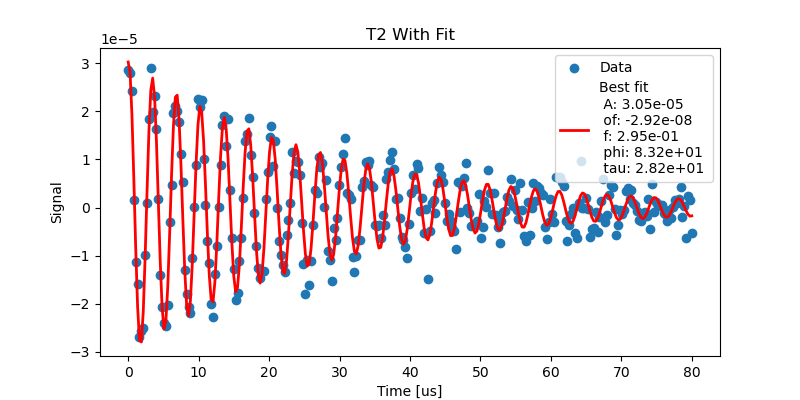 T2 With Fit
1e−5
3
2
1
0
−1
−2
−3
Signal
0
10
20
30
40
50
60
70
80
Time [us]
Data
Best fit
A: 3.05e-05
of: -2.92e-08
f: 2.95e-01
phi: 8.32e+01
tau: 2.82e+01